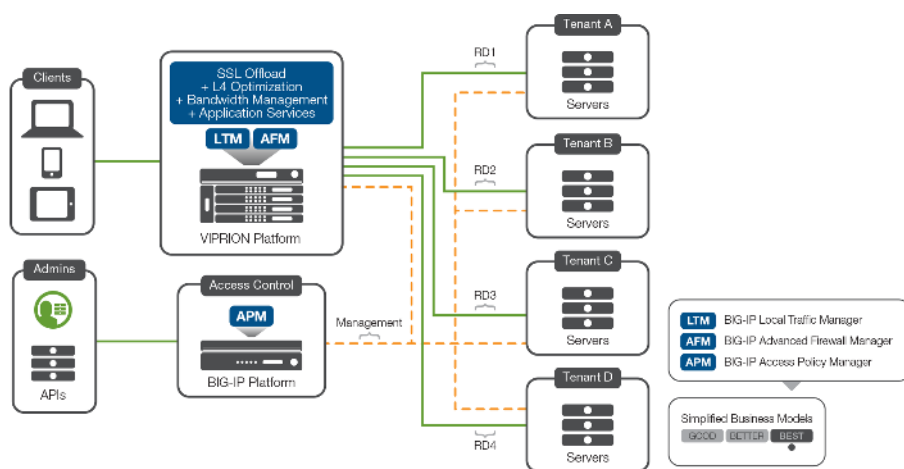 Clients
SSL Offload
+ L4 Optimization
+ Bandwidth Management
+ Application Services
LTM
AFM
VIPRION Platform
Admins
APIs
Access Control
APM
BIG-IP Platform
Management
RD1
RD2
RD3
RD4
Tenant A
Servers
Tenant B
Servers
Tenant C
Servers
Tenant D
Servers
LTM BIG-IP Local Traffic Manager
AFM BIG-IP Advanced Firewall Manager
APM BIG-IP Access Policy Manager
Simplified Business Models
GOOD BETTER BEST